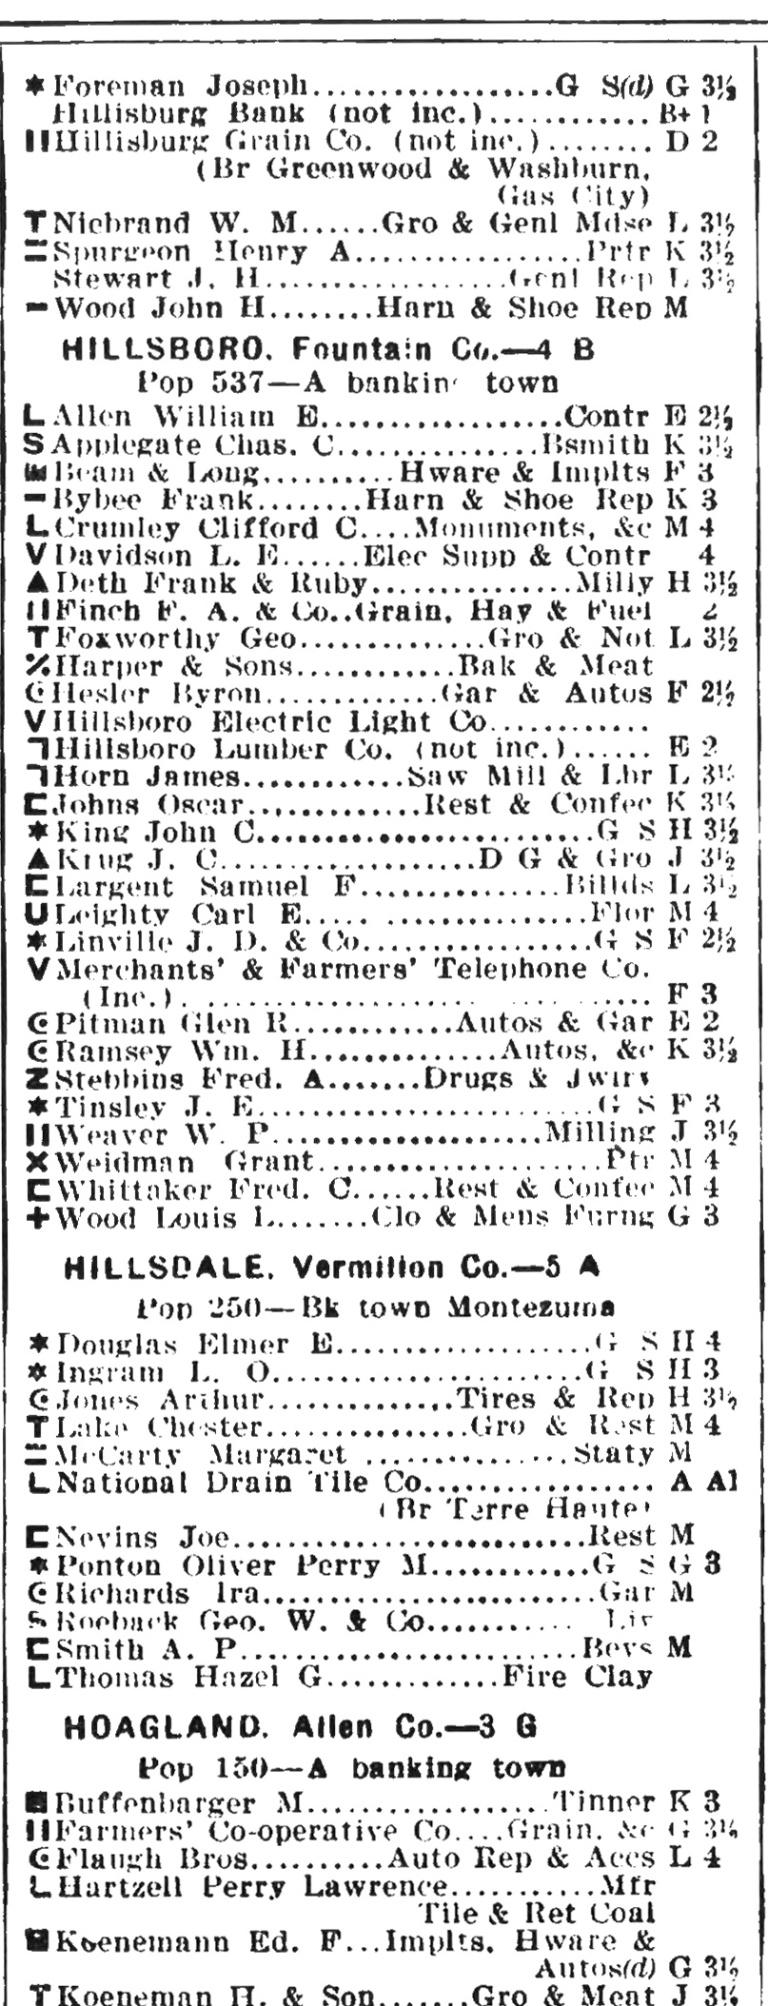 * Foreman Joseph..................G S(d) G 3½
Hillisburg Bank (not inc.)............ B+ 1
Hillisburg Grain Co. (not inc.)........ D 2
(Br Greenwood & Washburn,
Gas City)
T Niebrand W. M......Gro & Genl Mdse L 3½
= Spurgeon Henry A.................Prtr K 3½
Stewart J. H..................Genl Rep L 3½
- Wood John H........Harn & Shoe Rep M
HILLSBORO, Fountain Co.—4 B
Pop 537—A bankin town
L Allen William E..................Contr E 2½
S Applegate Chas. C...............Bsmith K 3½
Beam & Long..........Hware & Implts F 3
- Bybee Frank........Harn & Shoe Rep K 3
L Crumley Clifford C....Monuments, &c M 4
V Davidson L. E......Elec Supp & Contr 4
▲ Deth Frank & Ruby...............Milly H 3½
Finch F. A. & Co..Grain, Hay & Fuel 2
T Foxworthy Geo...............Gro & Not L 3½
% Harper & Sons............Bak & Meat
Hesler Byron.............Gar & Autos F 2½
V Hillsboro Electric Light Co............
Hillsboro Lumber Co. (not inc.)...... E 2
Horn James............Saw Mill & Lbr L 3½
Johns Oscar.............Rest & Confec K 3½
* King John C..........................G S H 3½
▲ Krug J. C....................D G & Gro J 3½
Largent Samuel F...............Billds L 3½
U Leighty Carl E..... ...............Flor M 4
* Linville J. D. & Co..................G S F 2½
V Merchants' & Farmers' Telephone Co.
(Inc.). ................................ F 3
Pitman Glen R............Autos & Gar E 2
Ramsey Wm. H...............Autos, &c K 3½
Z Stebbins Fred. A.......Drugs & Jwlry
* Tinsley J. E..........................G S F 3
Weaver W. P.....................Milling J 3½
X Weidman Grant......................Ptr M 4
Whittaker Fred. C......Rest & Confec M 4
+ Wood Louis L.......Clo & Mens Furng G 3
HILLSDALE, Vermilion Co.—5 A
Pop 250—Bk town Montezuma
* Douglas Elmer E....................G S H 4
* Ingram L. O........................G S H 3
Jones Arthur..............Tires & Rep H 3½
T Lake Chester................Gro & Rest M 4
= McCarty Margaret ...............Staty M
L National Drain Tile Co.................. A A1
(Br Terre Haute)
Nevins Joe...........................Rest M
* Ponton Oliver Perry M............G S G 3
Richards Ira..........................Gar M
S Roeback Geo. W. & Co........... Liv
Smith A. P..........................Bevs M
L Thomas Hazel G.............Fire Clay
HOAGLAND, Allen Co.—3 G
Pop 150—A banking town
Buffenbarger M..................Tinner K 3
Farmers' Co-operative Co....Grain, &c G 3½
Flaugh Bros..........Auto Rep & Accs L 4
L Hartzell Perry Lawrence...........Mfr
Tile & Ret Coal
Koenemann Ed. F...Implts, Hware &
Autos(d) G 3½
T Koeneman H. & Son.......Gro & Meat J 3½